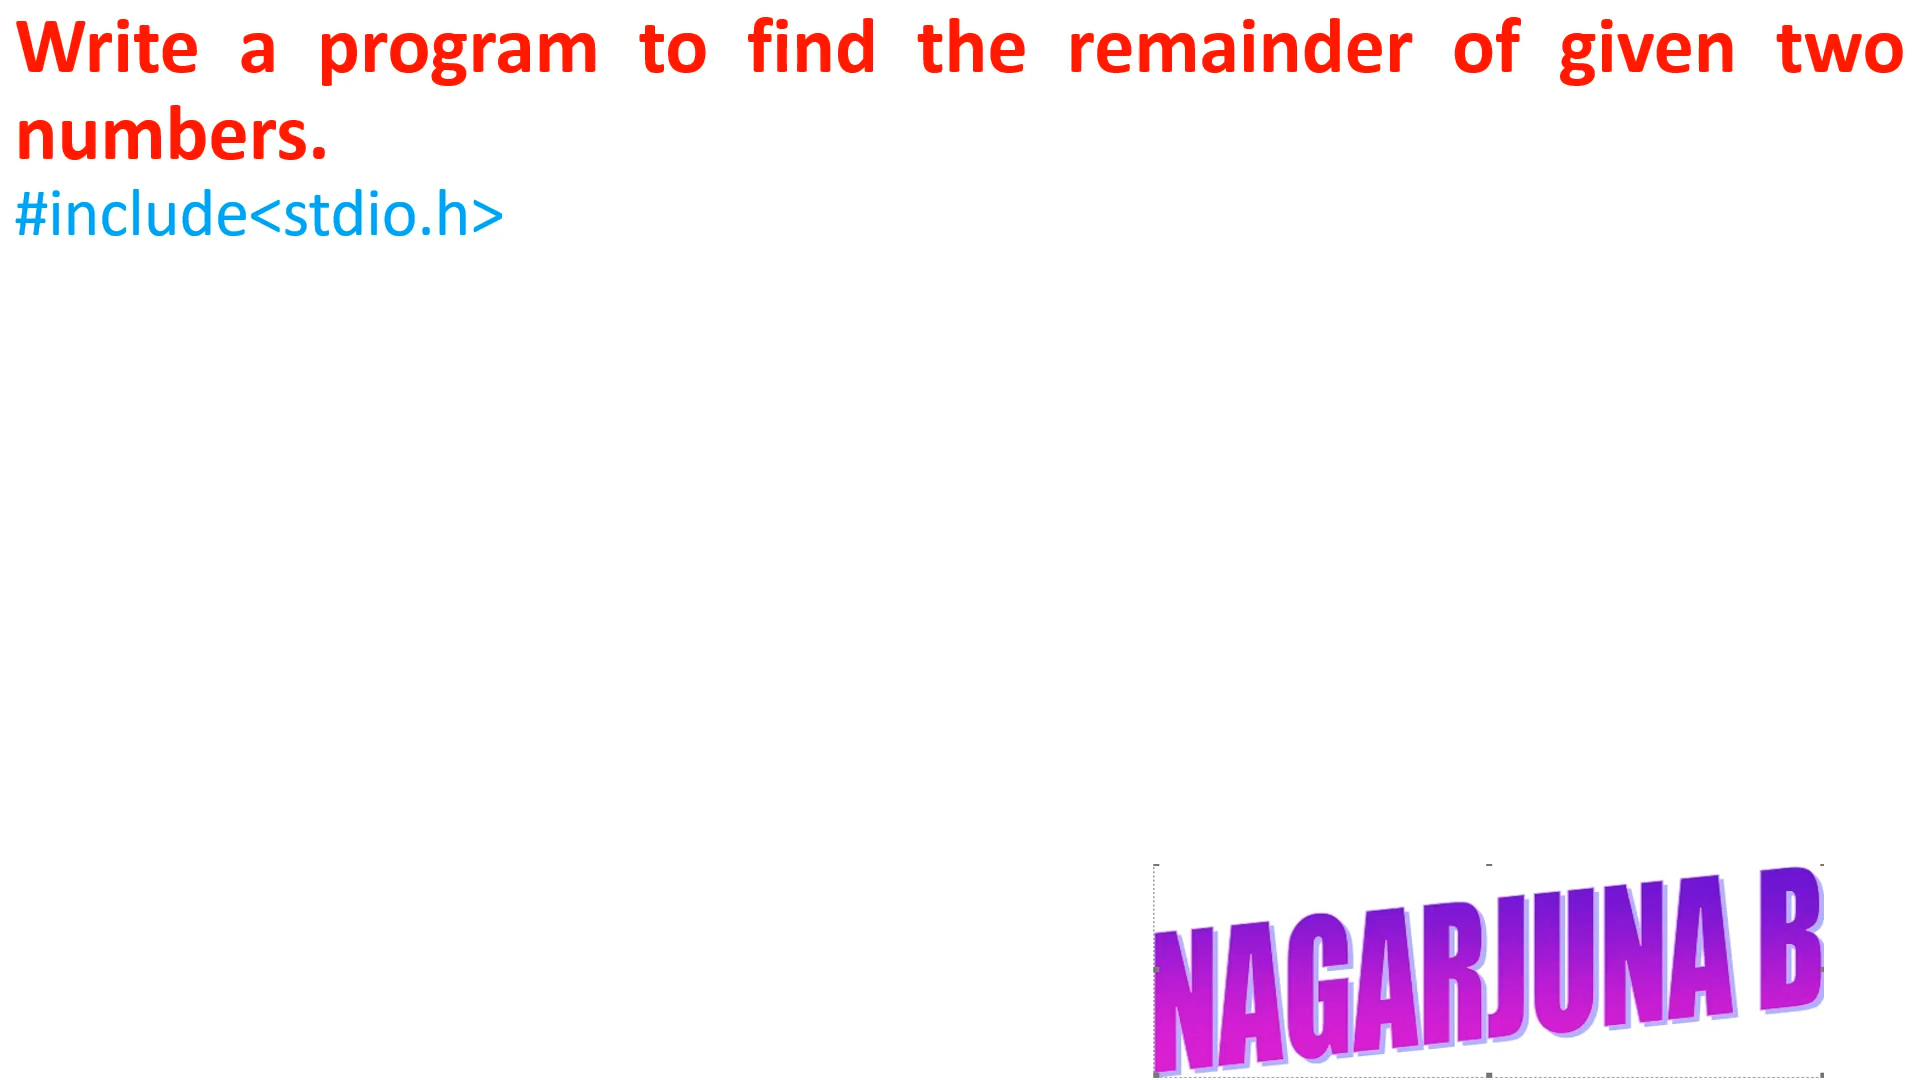 Write a program to find the remainder of given two
numbers.
#include<stdio.h>
NAGARJUNA B